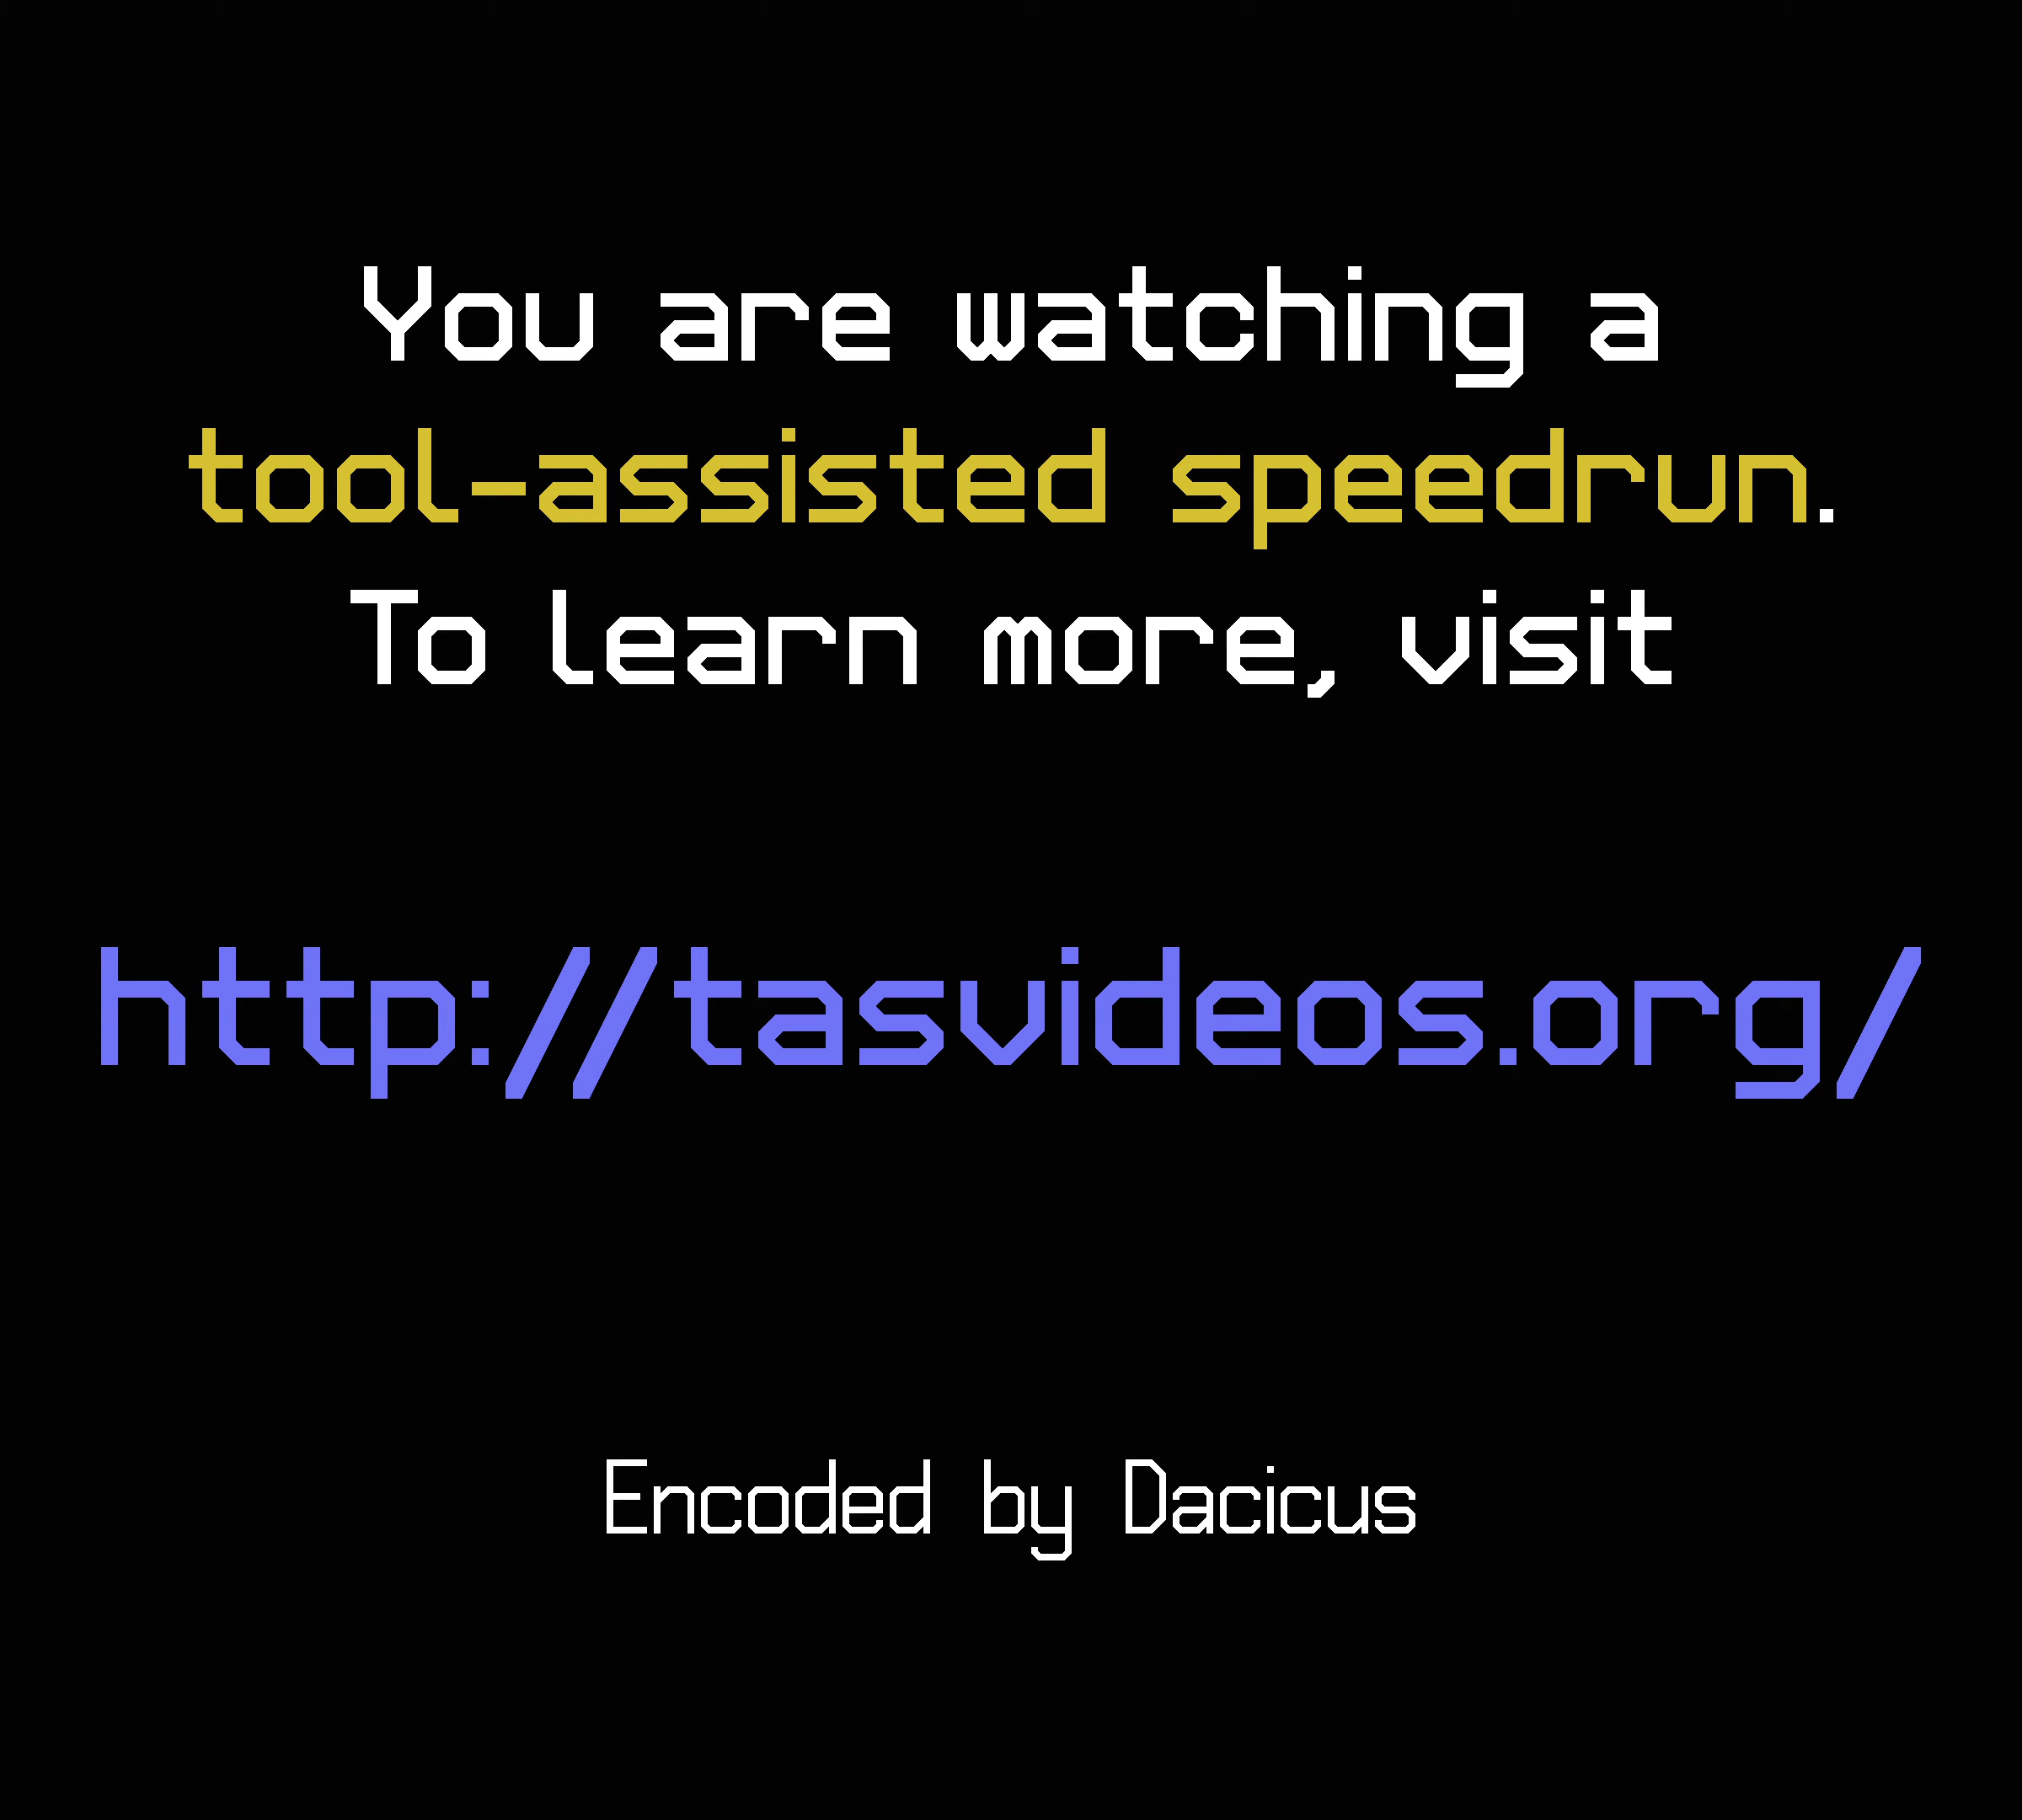 You are watching a
tool-assisted speedrun.
To learn more, visit
http://tasvideos.org/
Encoded by Dacicus